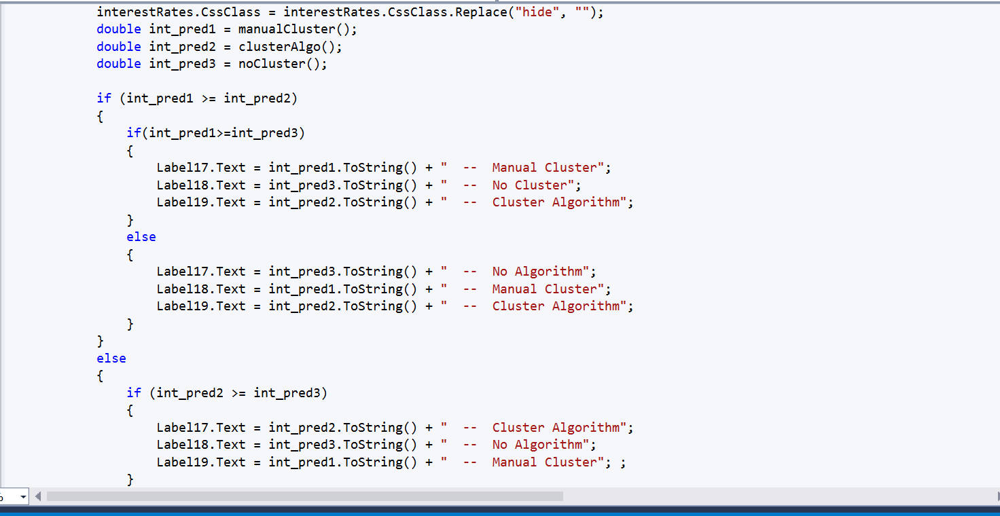 interestRates.CssClass = interestRates.CssClass.Replace("hide", "");
double int_pred1 = manualCluster();
double int_pred2 = clusterAlgo();
double int_pred3 = noCluster();

if (int_pred1 >= int_pred2)
{
    if(int_pred1>=int_pred3)
    {
        Label17.Text = int_pred1.ToString() + "  --  Manual Cluster";
        Label18.Text = int_pred3.ToString() + "  --  No Cluster";
        Label19.Text = int_pred2.ToString() + "  --  Cluster Algorithm";
    }
    else
    {
        Label17.Text = int_pred3.ToString() + "  --  No Algorithm";
        Label18.Text = int_pred1.ToString() + "  --  Manual Cluster";
        Label19.Text = int_pred2.ToString() + "  --  Cluster Algorithm";
    }
}
else
{
    if (int_pred2 >= int_pred3)
    {
        Label17.Text = int_pred2.ToString() + "  --  Cluster Algorithm";
        Label18.Text = int_pred3.ToString() + "  --  No Algorithm";
        Label19.Text = int_pred1.ToString() + "  --  Manual Cluster"; ;
    }